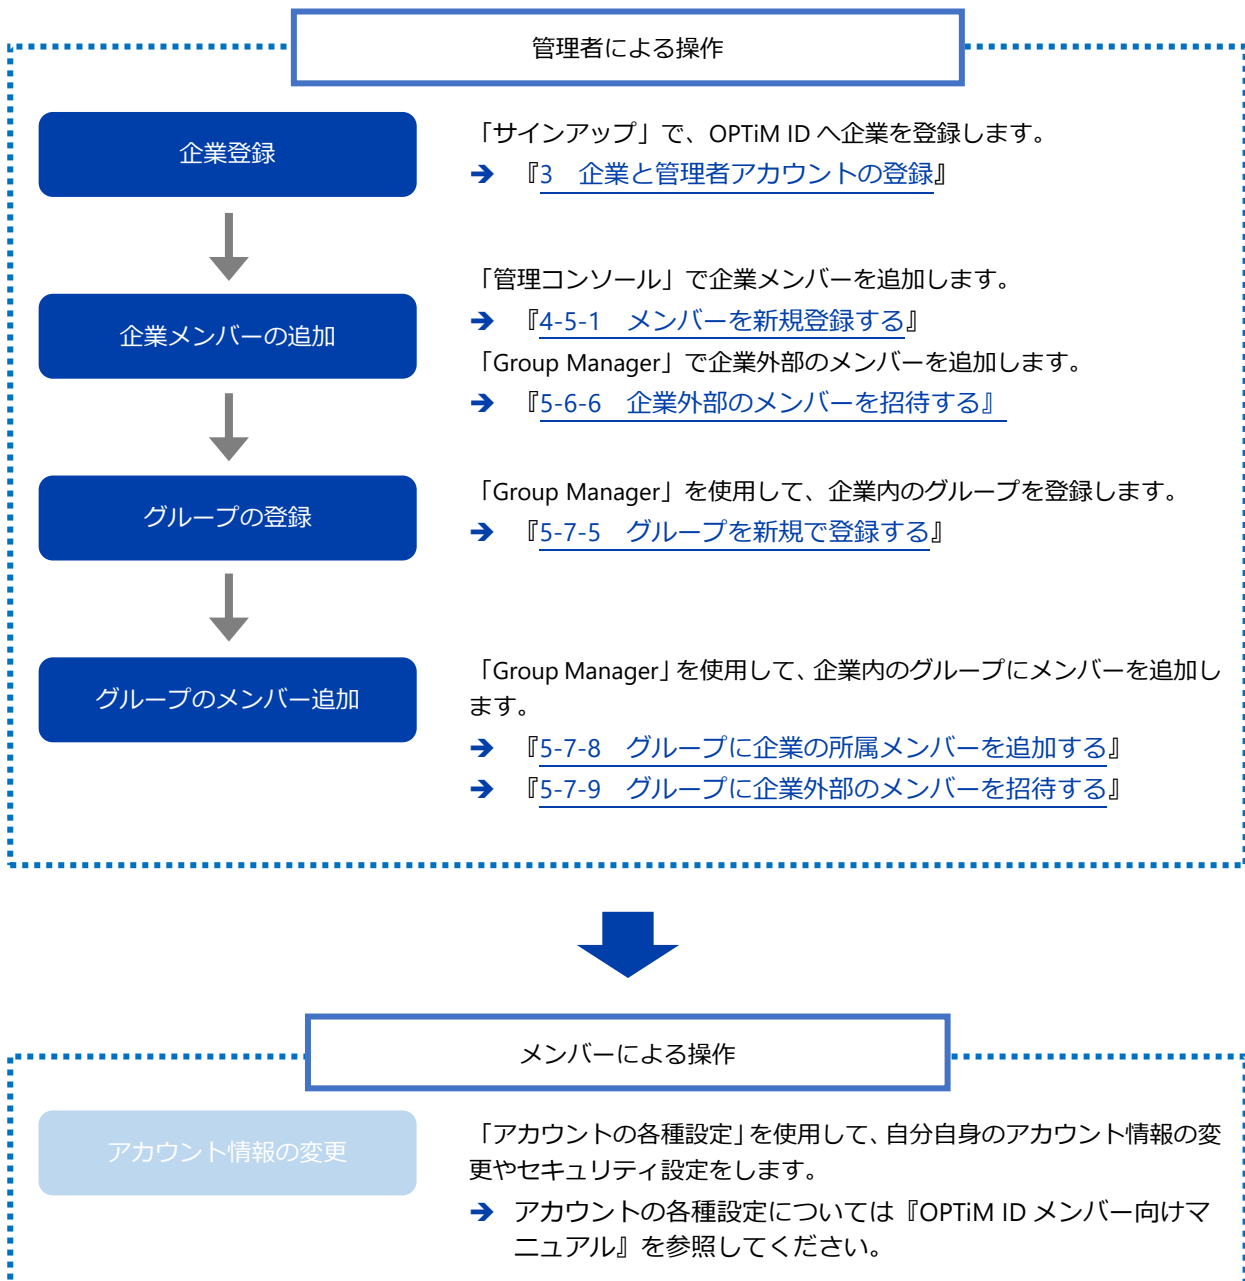 管理者による操作
企業登録
「サインアップ」で、OPTiM ID へ企業を登録します。
➔ 『3　企業と管理者アカウントの登録』
企業メンバーの追加
「管理コンソール」で企業メンバーを追加します。
➔ 『4-5-1　メンバーを新規登録する』
「Group Manager」で企業外部のメンバーを追加します。
➔ 『5-6-6　企業外部のメンバーを招待する』
グループの登録
「Group Manager」を使用して、企業内のグループを登録します。
➔ 『5-7-5　グループを新規で登録する』
グループのメンバー追加
「Group Manager」を使用して、企業内のグループにメンバーを追加し
ます。
➔ 『5-7-8　グループに企業の所属メンバーを追加する』
➔ 『5-7-9　グループに企業外部のメンバーを招待する』
メンバーによる操作
アカウント情報の変更
「アカウントの各種設定」を使用して、自分自身のアカウント情報の変
更やセキュリティ設定をします。
➔ アカウントの各種設定については『OPTiM ID メンバー向けマ
ニュアル』を参照してください。